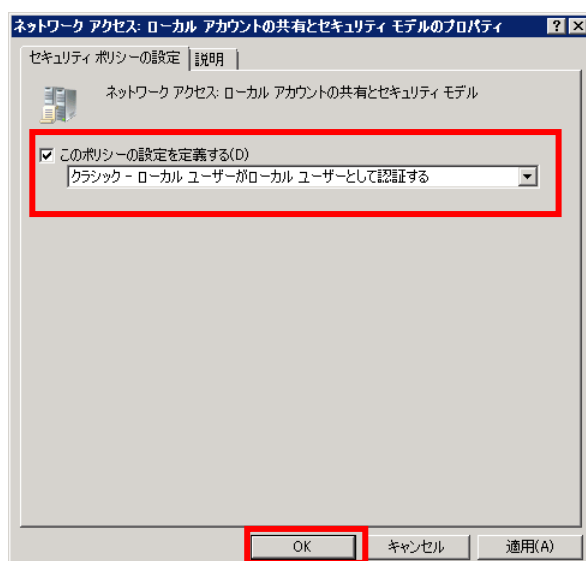 ネットワーク アクセス: ローカル アカウントの共有とセキュリティ モデルのプロパティ
セキュリティ ポリシーの設定 説明
ネットワーク アクセス: ローカル アカウントの共有とセキュリティ モデル
このポリシーの設定を定義する(D)
クラシック - ローカル ユーザーがローカル ユーザーとして認証する
OK キャンセル 適用(A)